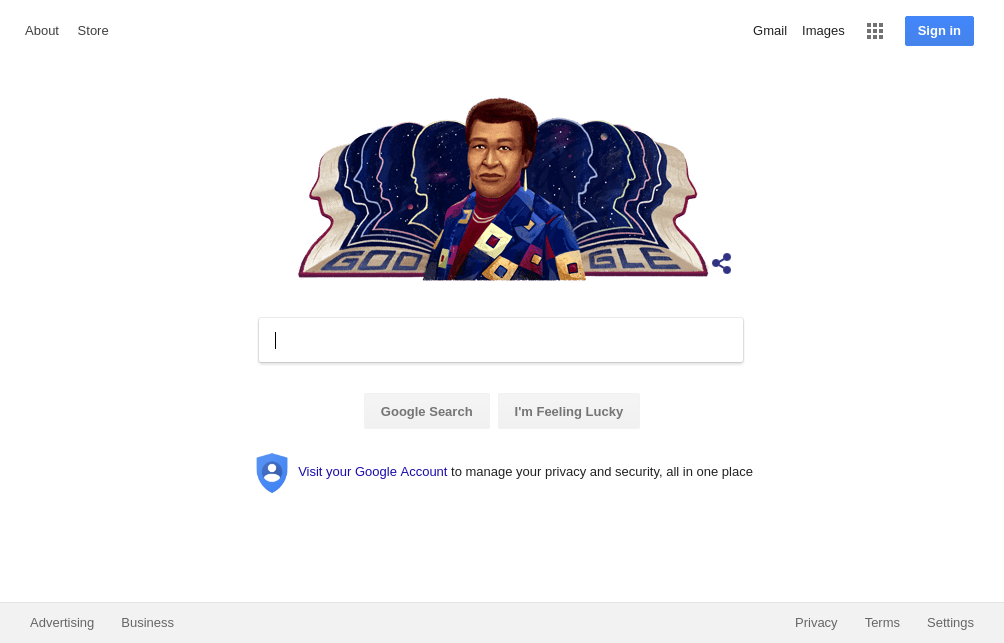 About Store
Gmail Images Sign in
GOO GLE
Google Search I'm Feeling Lucky
Visit your Google Account to manage your privacy and security, all in one place
Advertising Business
Privacy Terms Settings